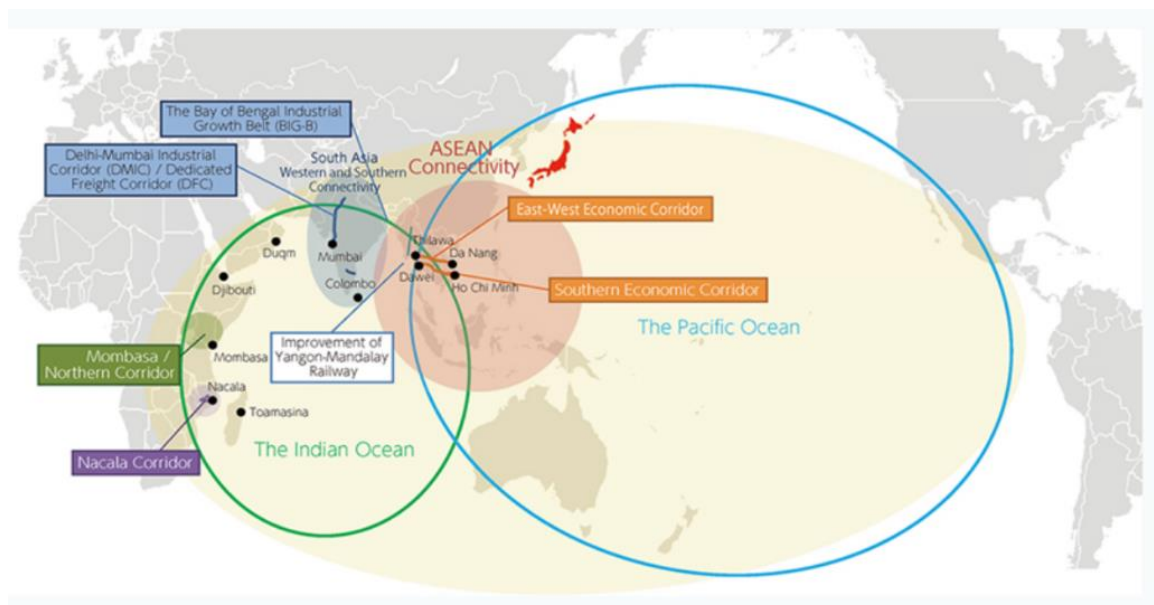 The Bay of Bengal Industrial
Growth Belt (BIG-B)
Delhi-Mumbai Industrial
Corridor (DMIC) / Dedicated
Freight Corridor (DFC)
South Asia
Western and Southern
Connectivity
ASEAN
Connectivity
East-West Economic Corridor
Duqm
Mumbai
Thilawa
Da Nang
Djibouti
Colombo
Dawei
Ho Chi Minh
Southern Economic Corridor
The Pacific Ocean
Improvement of
Yangon-Mandalay
Railway
Mombasa /
Northern Corridor
Mombasa
Nacala
Toamasina
The Indian Ocean
Nacala Corridor